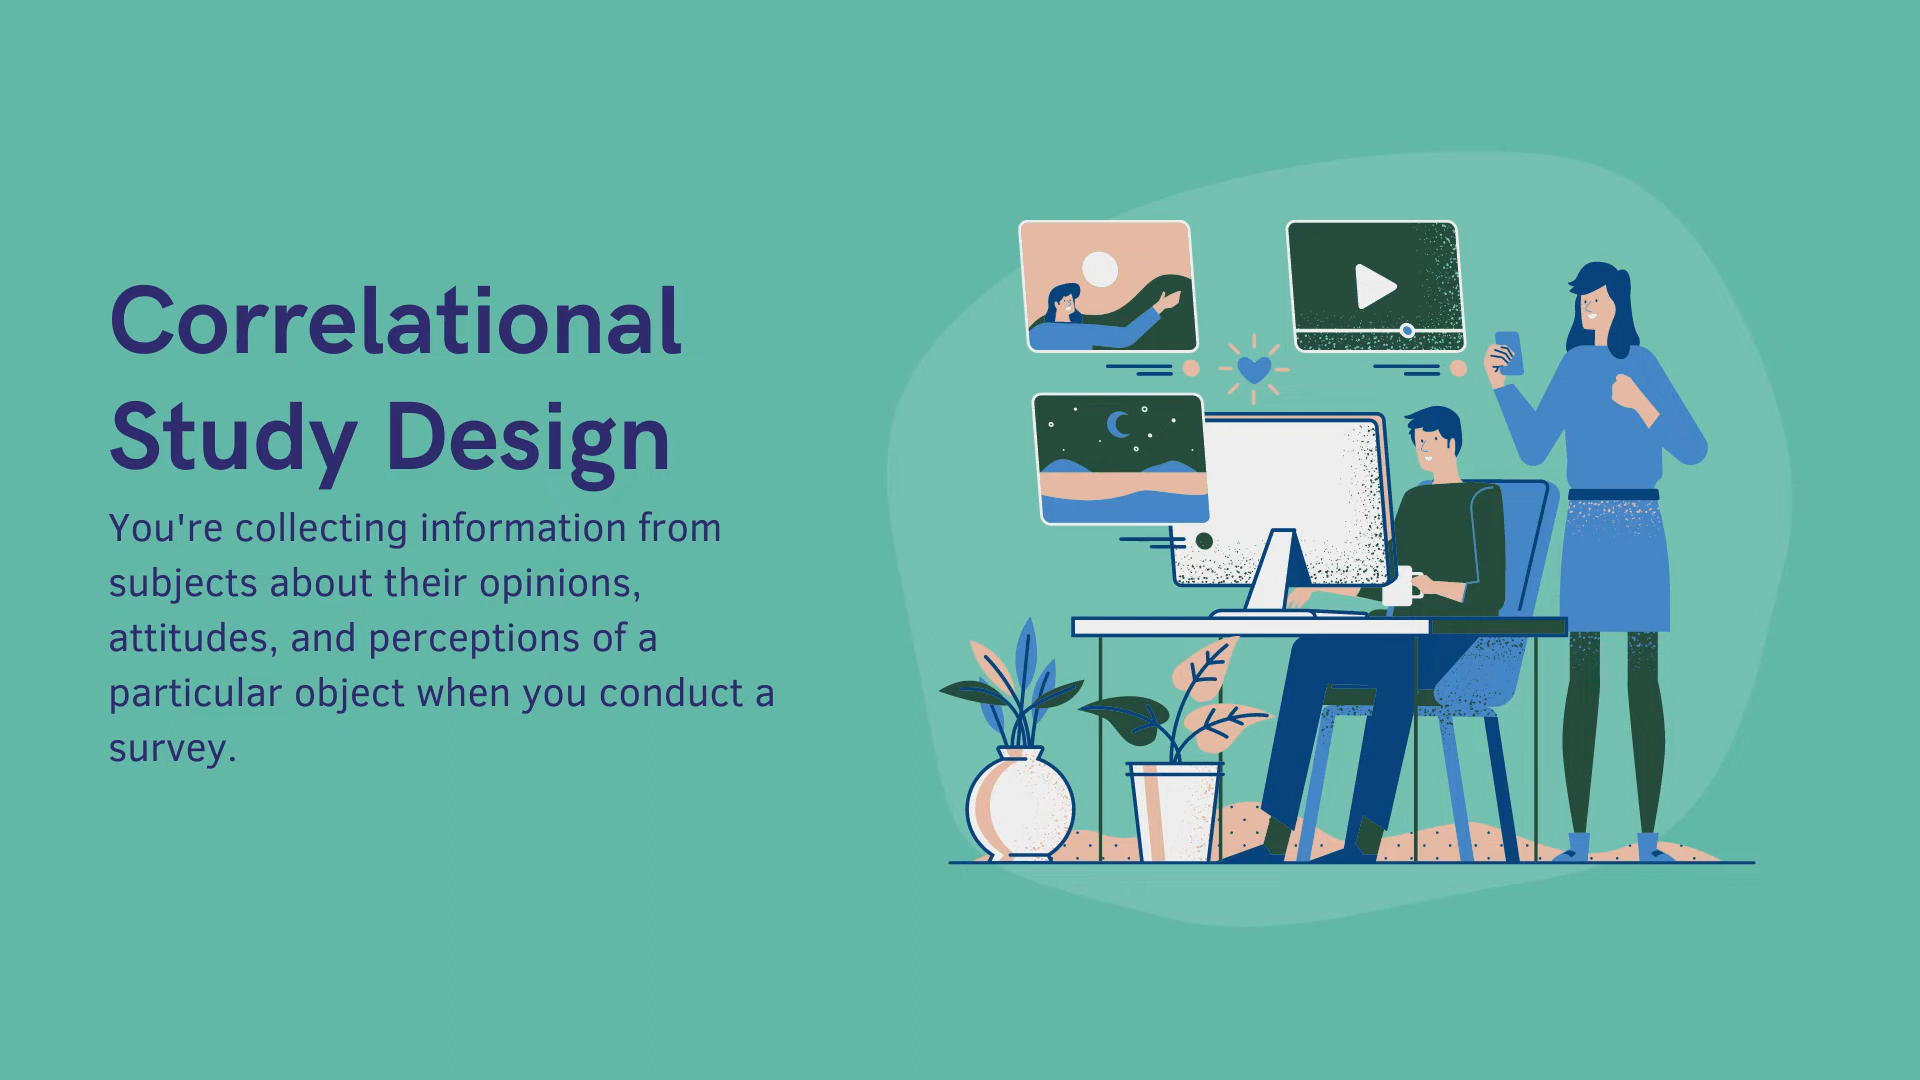 Correlational
Study Design
You're collecting information from
subjects about their opinions,
attitudes, and perceptions of a
particular object when you conduct a
survey.